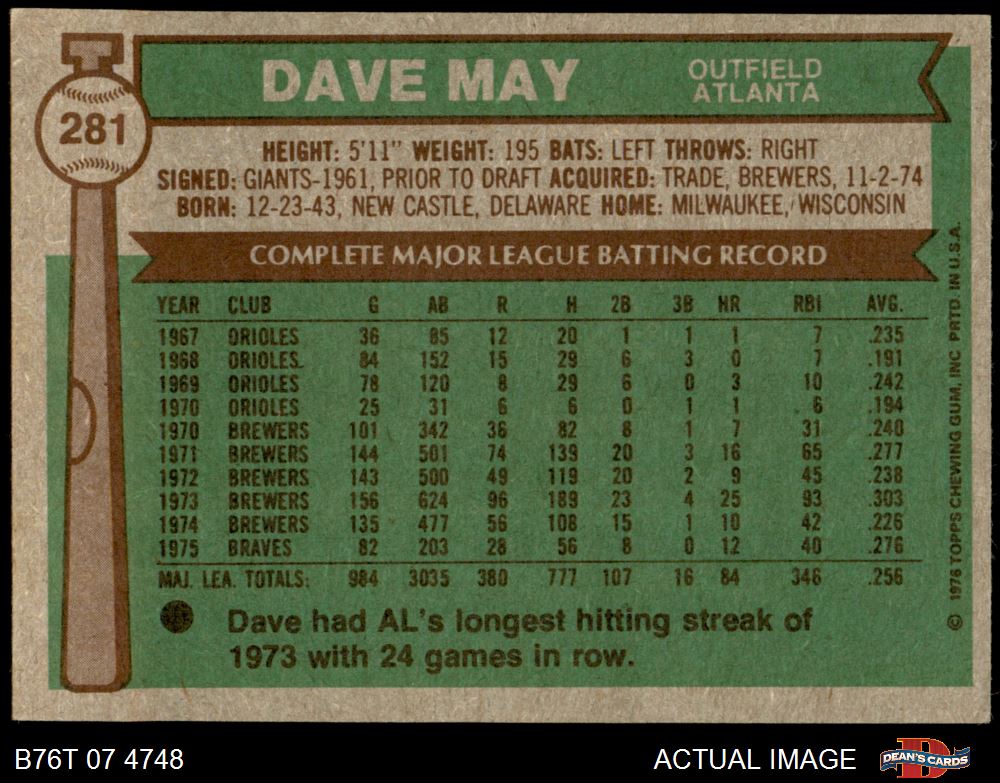 DAVE MAY
OUTFIELD
ATLANTA
281
HEIGHT: 5'11" WEIGHT: 195 BATS: LEFT THROWS: RIGHT
SIGNED: GIANTS-1961, PRIOR TO DRAFT ACQUIRED: TRADE, BREWERS, 11-2-74
BORN: 12-23-43, NEW CASTLE, DELAWARE HOME: MILWAUKEE, WISCONSIN
COMPLETE MAJOR LEAGUE BATTING RECORD
YEAR CLUB G AB R H 2B 3B HR RBI AVG.
1967 ORIOLES 36 85 12 20 1 1 1 7 .235
1968 ORIOLES 84 152 15 29 6 3 0 7 .191
1969 ORIOLES 78 120 8 29 6 0 3 10 .242
1970 ORIOLES 25 31 6 6 0 1 1 6 .194
1970 BREWERS 101 342 36 82 8 1 7 31 .240
1971 BREWERS 144 501 74 139 20 3 16 65 .277
1972 BREWERS 143 500 49 119 20 2 9 45 .238
1973 BREWERS 156 624 96 189 23 4 25 93 .303
1974 BREWERS 135 477 56 108 15 1 10 42 .226
1975 BRAVES 82 203 28 56 8 0 12 40 .276
MAJ. LEA. TOTALS: 984 3035 380 777 107 16 84 346 .256
Dave had AL's longest hitting streak of
1973 with 24 games in row.
© 1976 TOPPS CHEWING GUM, INC PRTD. IN U.S.A.
B76T 07 4748
ACTUAL IMAGE
DEAN'S CARDS